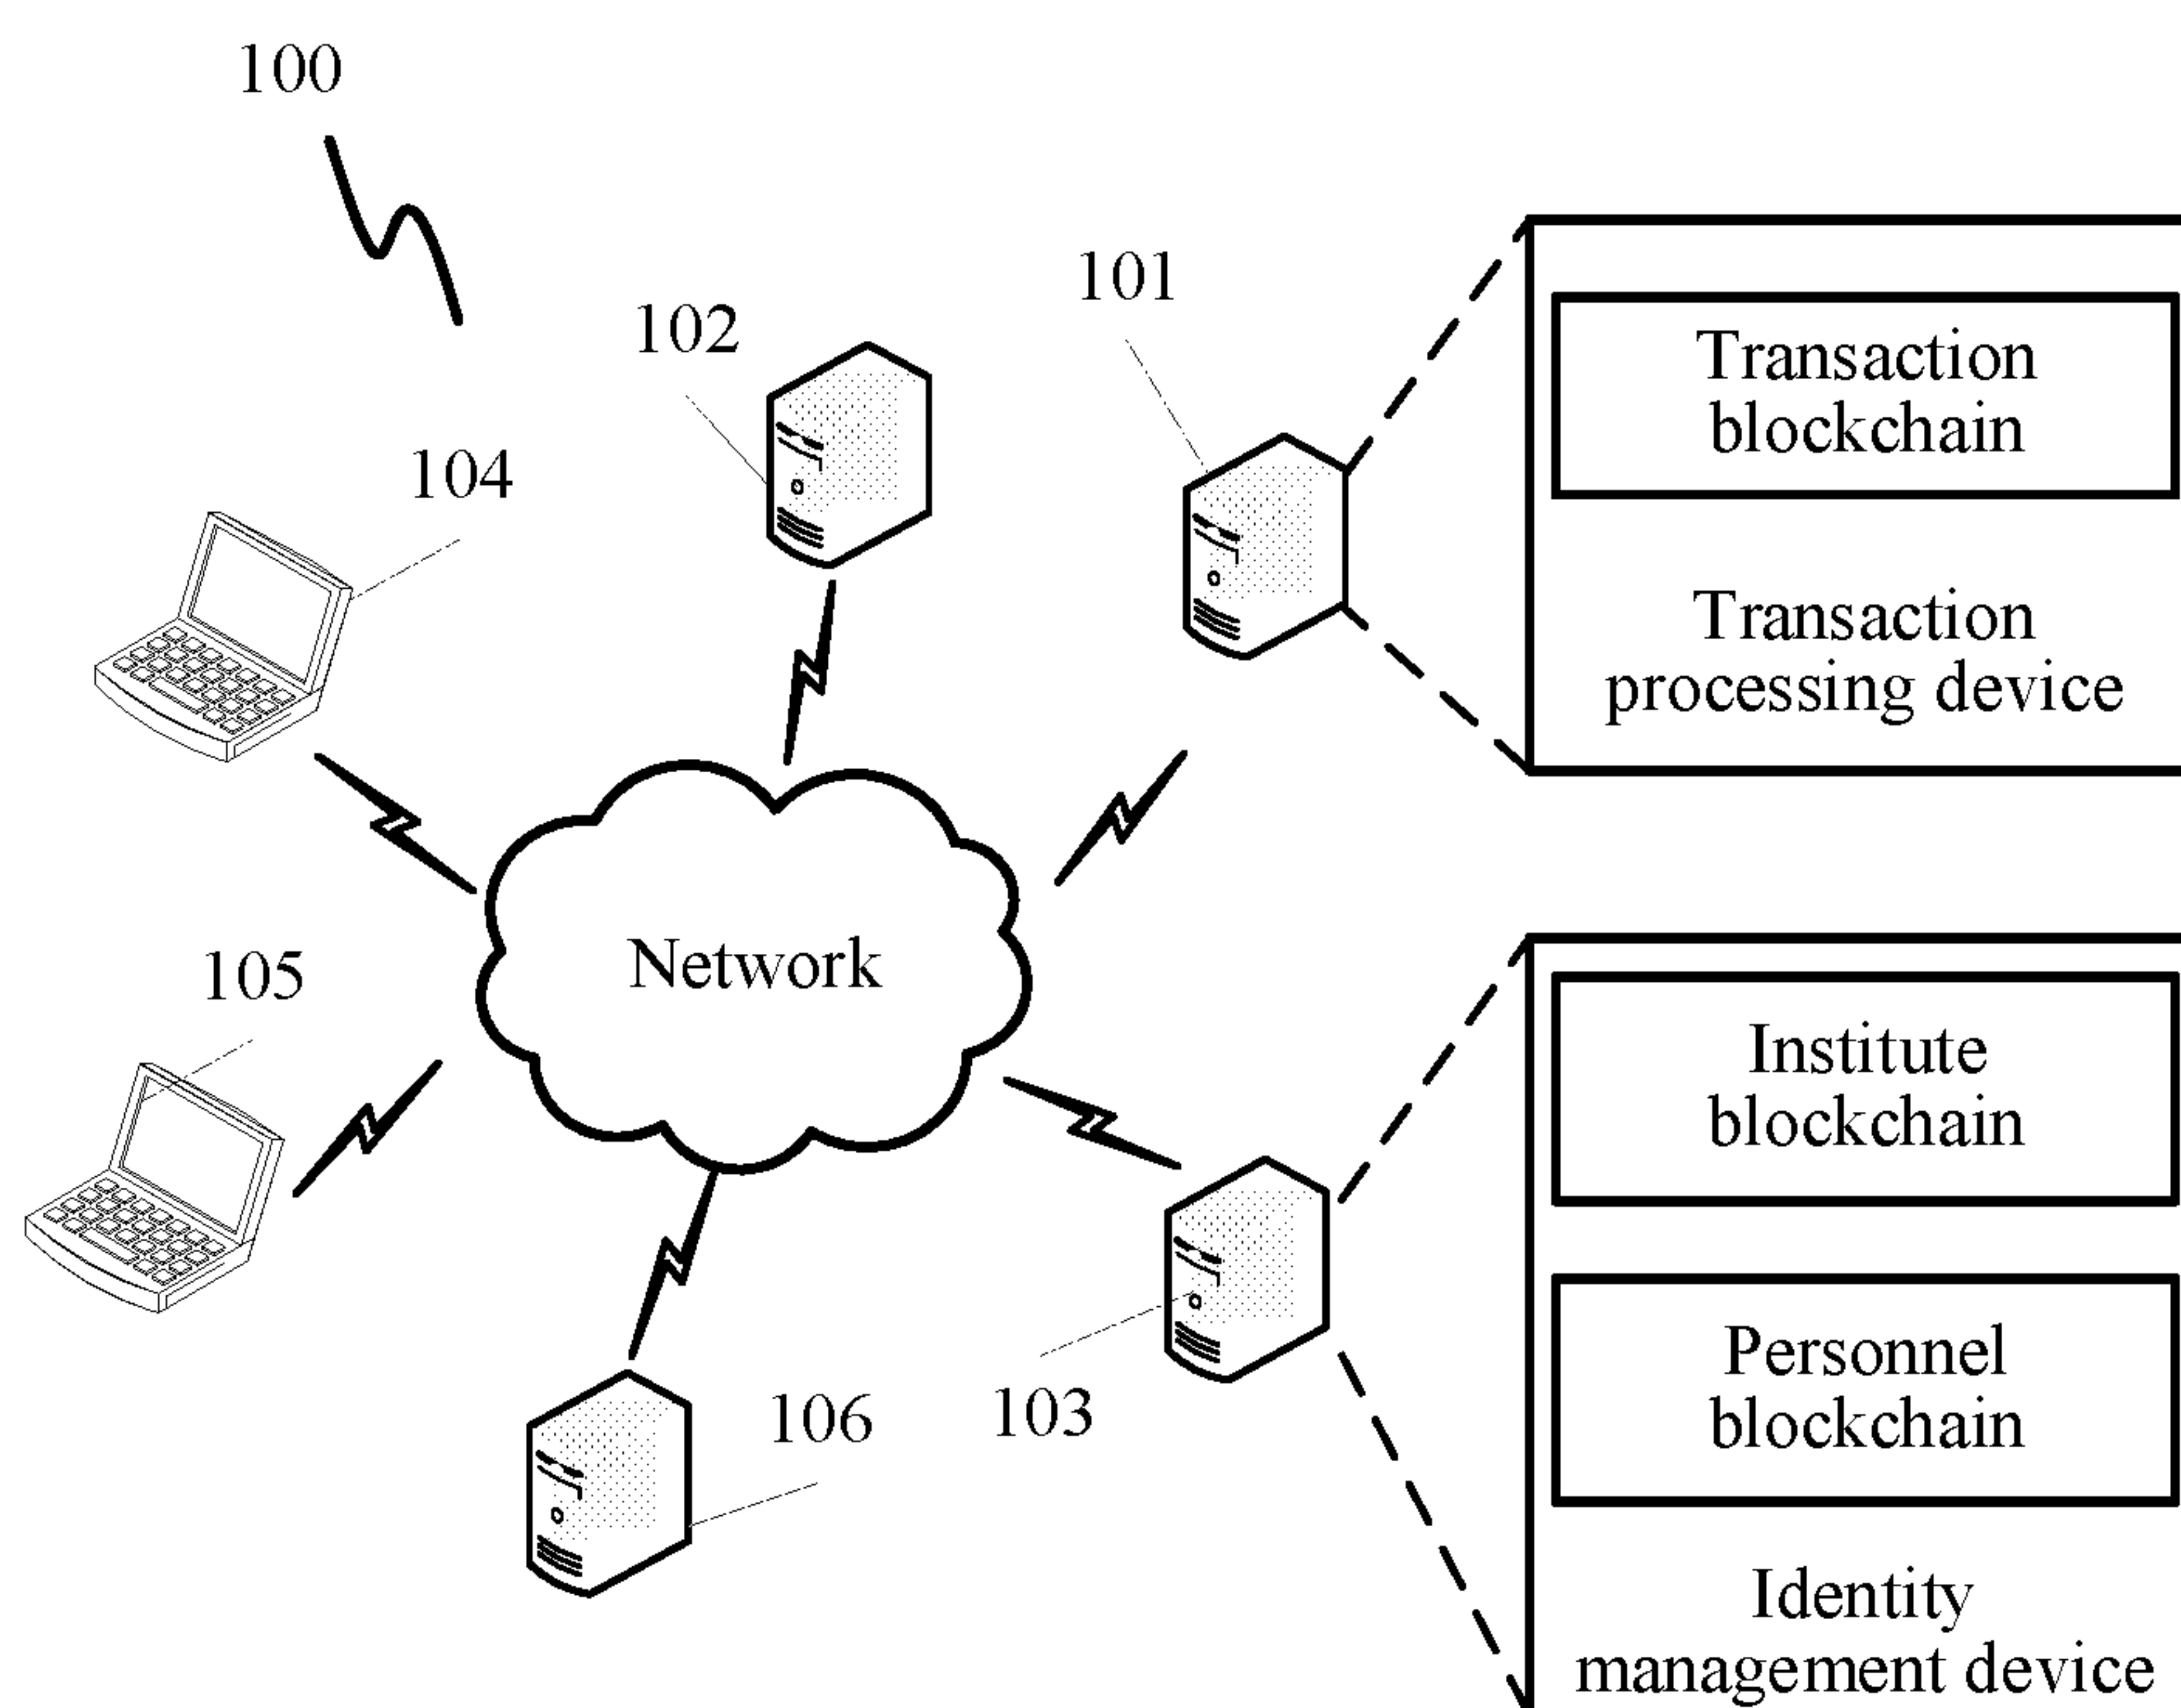 100
101
102
Transaction
blockchain
104
Transaction
processing device
Network
105
Institute
blockchain
Personnel
blockchain
106
103
Identity
management device